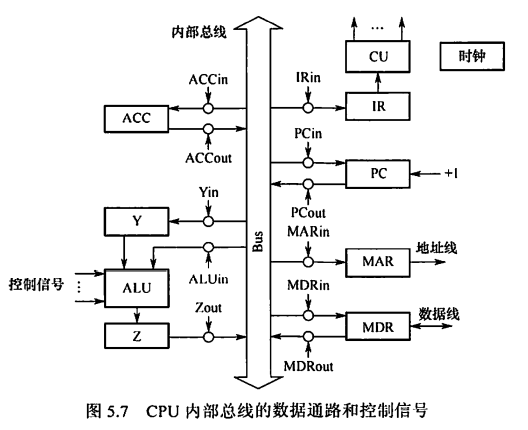 ...
内部总线
CU
时钟
ACCin
IRin
ACC
IR
ACCout
PCin
PC
+1
Yin
PCout
Y
Bus
MARin
地址线
控制信号
⋮
ALU
ALUin
MAR
Zout
MDRin
数据线
Z
MDR
MDRout
图 5.7 CPU 内部总线的数据通路和控制信号